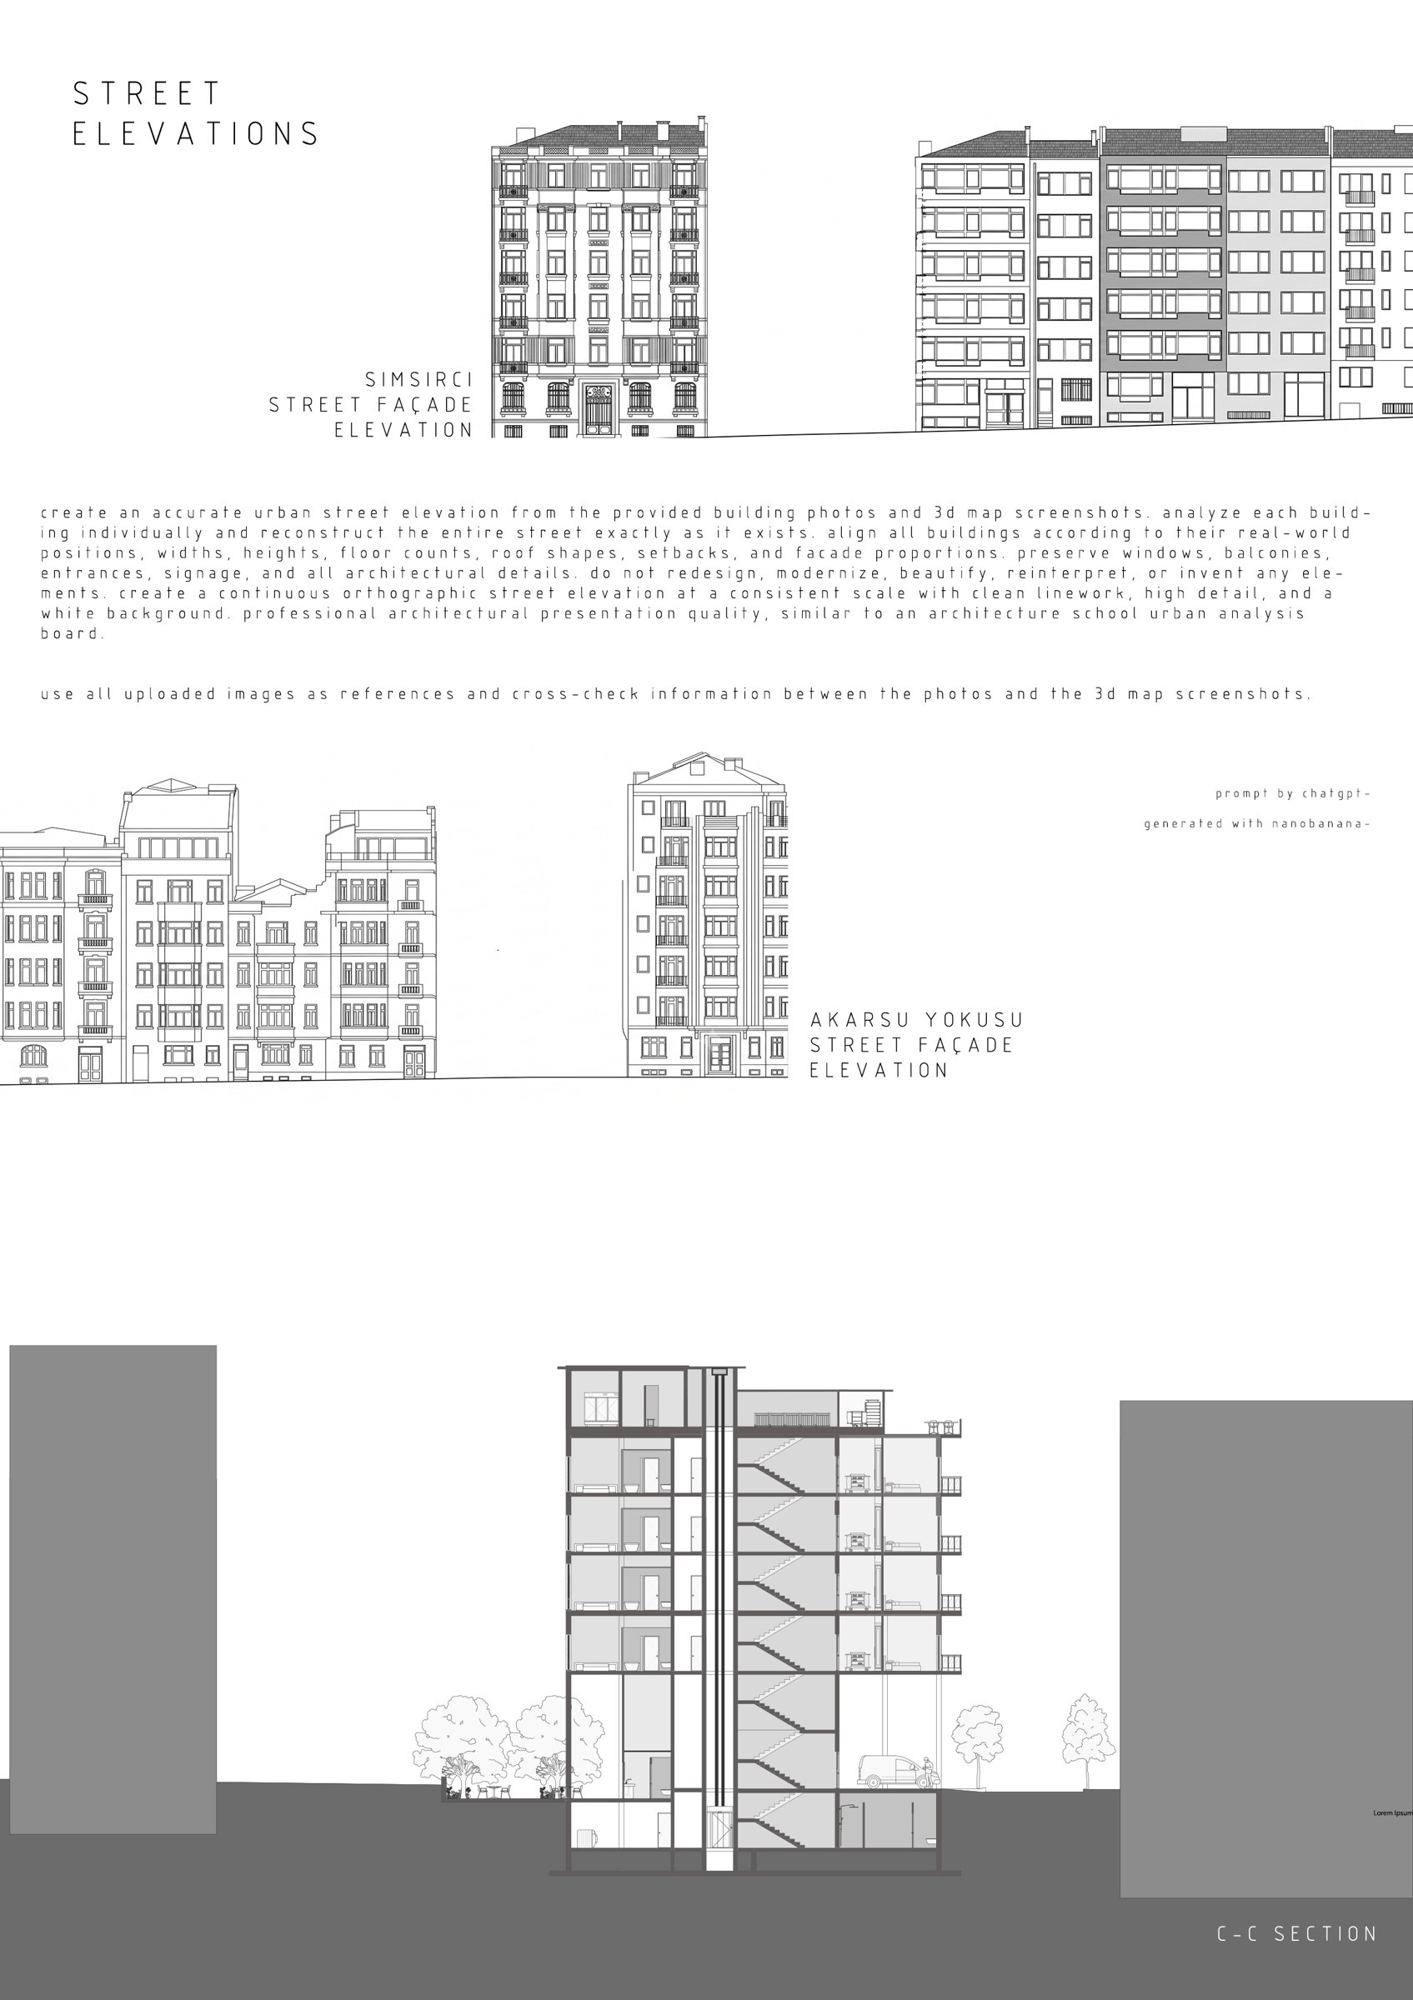 STREET
ELEVATIONS
SIMSIRCI
STREET FAÇADE
ELEVATION
create an accurate urban street elevation from the provided building photos and 3d map screenshots. analyze each build-
ing individually and reconstruct the entire street exactly as it exists. align all buildings according to their real-world
positions, widths, heights, floor counts, roof shapes, setbacks, and facade proportions. preserve windows, balconies,
entrances, signage, and all architectural details. do not redesign, modernize, beautify, reinterpret, or invent any ele-
ments. create a continuous orthographic street elevation at a consistent scale with clean linework, high detail, and a
white background. professional architectural presentation quality, similar to an architecture school urban analysis
board.
use all uploaded images as references and cross-check information between the photos and the 3d map screenshots.
prompt by chatgpt-
generated with nanobanana-
AKARSU YOKUSU
STREET FAÇADE
ELEVATION
Lorem Ipsum
C-C SECTION